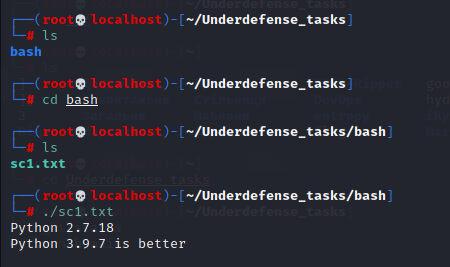 ┌──(root💀localhost)-[~/Underdefense_tasks]
└─# ls
bash
┌──(root💀localhost)-[~/Underdefense_tasks]
└─# cd bash
┌──(root💀localhost)-[~/Underdefense_tasks/bash]
└─# ls
sc1.txt
┌──(root💀localhost)-[~/Underdefense_tasks/bash]
└─# ./sc1.txt
Python 2.7.18
Python 3.9.7 is better